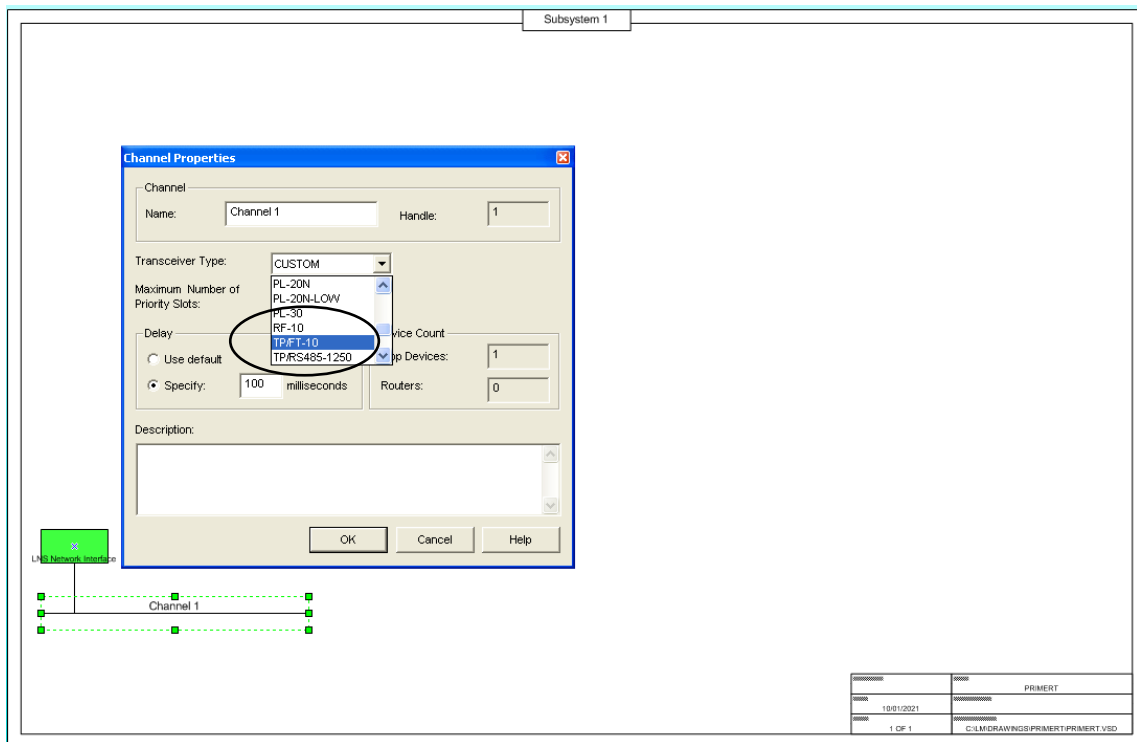 Subsystem 1
Channel Properties
Channel
Name:
Channel 1
Handle:
1
Transceiver Type:
CUSTOM
PL-20N
PL-20N-LOW
PL-30
RF-10
TP/FT-10
TP/RS485-1250
Maximum Number of
Priority Slots:
Delay
Use default
Specify:
100
milliseconds
vice Count
pp Devices:
1
Routers:
0
Description:
OK
Cancel
Help
LNS Network Interface
Channel 1
PRIMERT
10/01/2021
1 OF 1
C:\LM\DRAWINGS\PRIMERT\PRIMERT.VSD